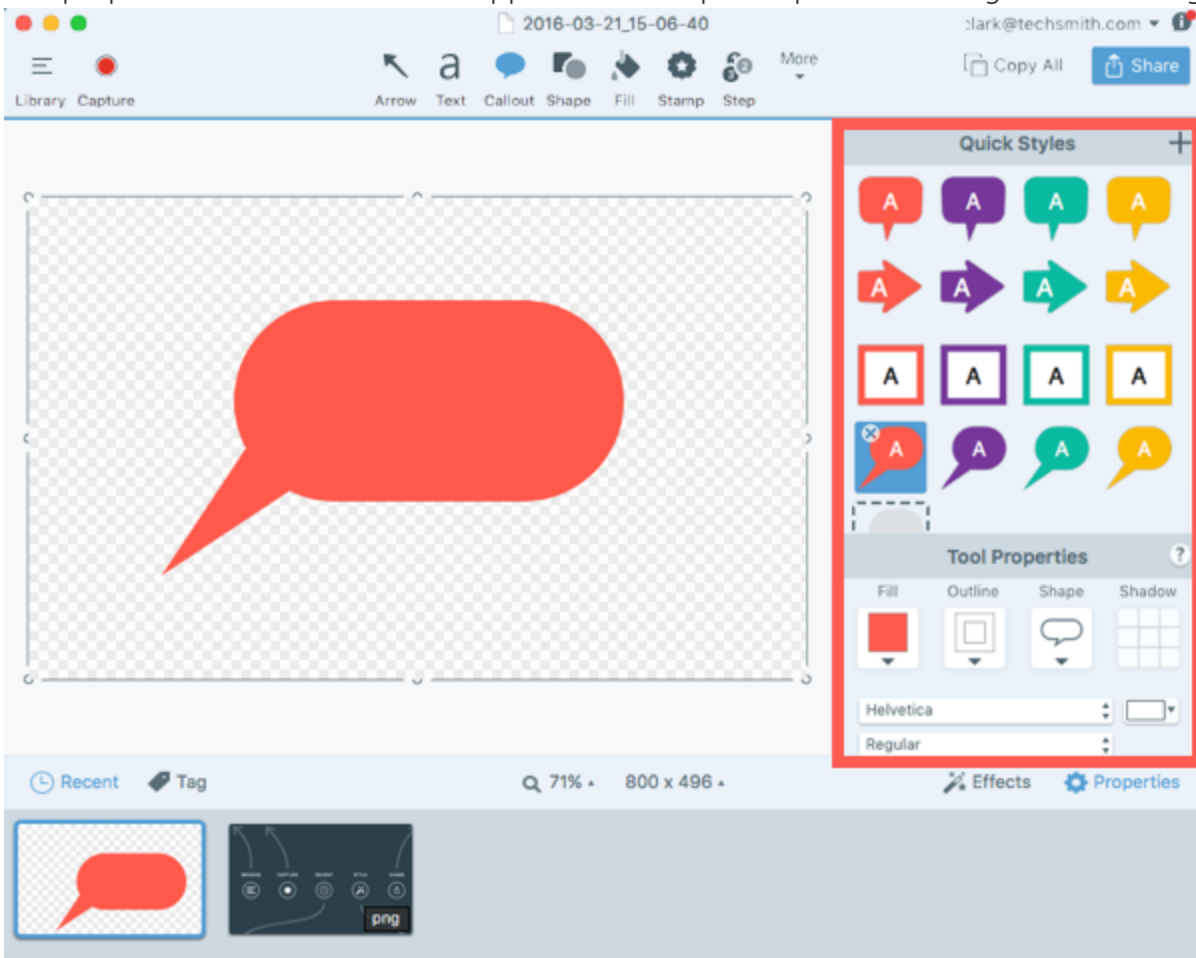 2016-03-21_15-06-40
clark@techsmith.com
More
Copy All
Share
Library Capture
Arrow Text Callout Shape Fill Stamp Step
Quick Styles
A A A A
A A A A
A A A A
A A A A
Tool Properties ?
Fill Outline Shape Shadow
Helvetica
Regular
Recent Tag 71% 800 x 496 Effects Properties
png